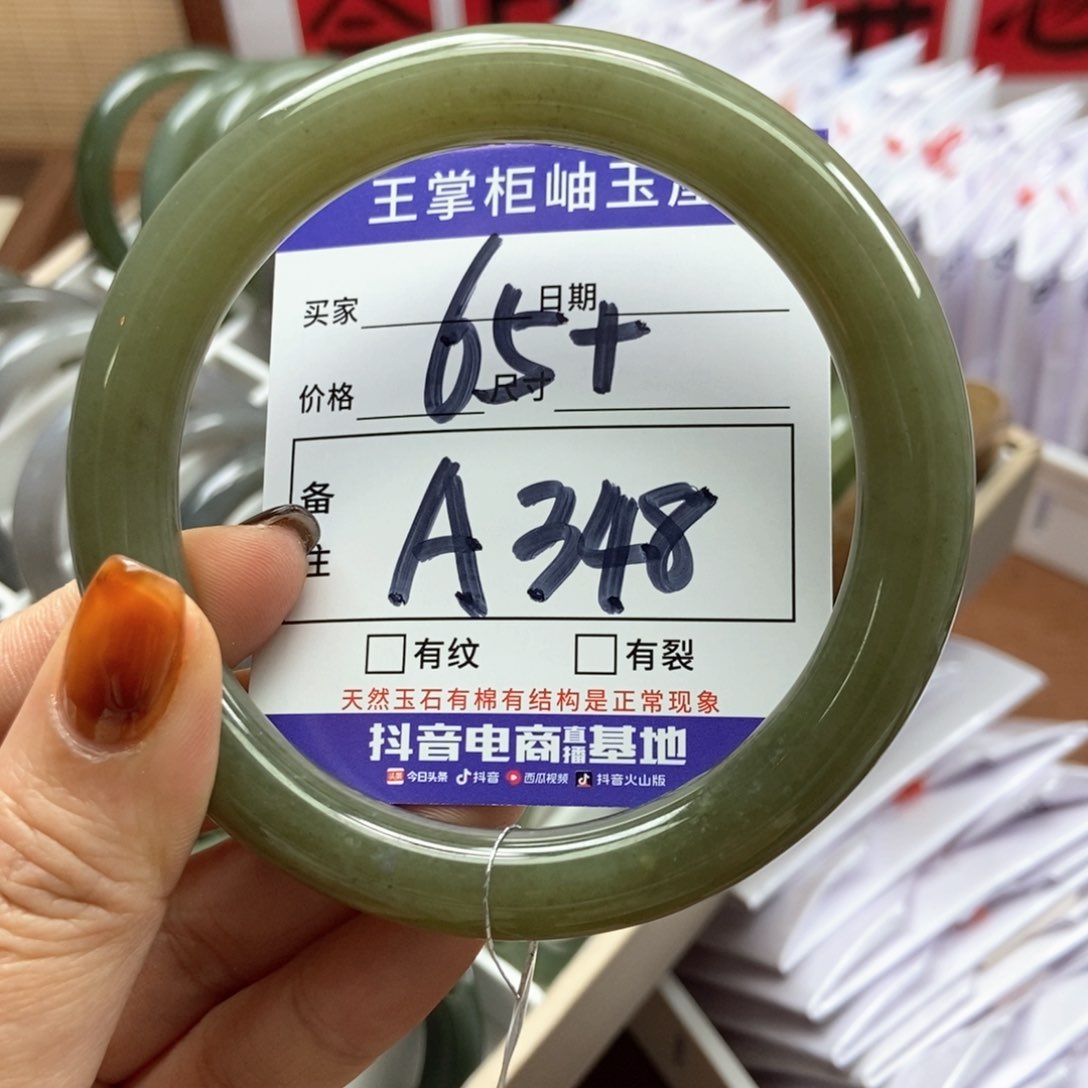 王掌柜岫玉
买家 65+ 日期
价格 尺寸
备注 A348
有纹 有裂
天然玉石有棉有结构是正常现象
抖音电商直播基地
头条 今日头条 抖音 西瓜视频 抖音火山版